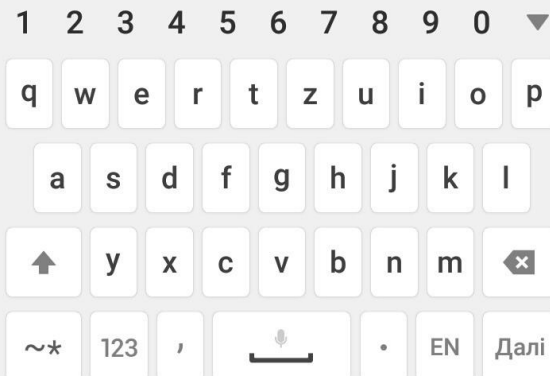 1 2 3 4 5 6 7 8 9 0
q w e r t z u i o p
a s d f g h j k l
y x c v b n m
~* 123 , . EN Далі